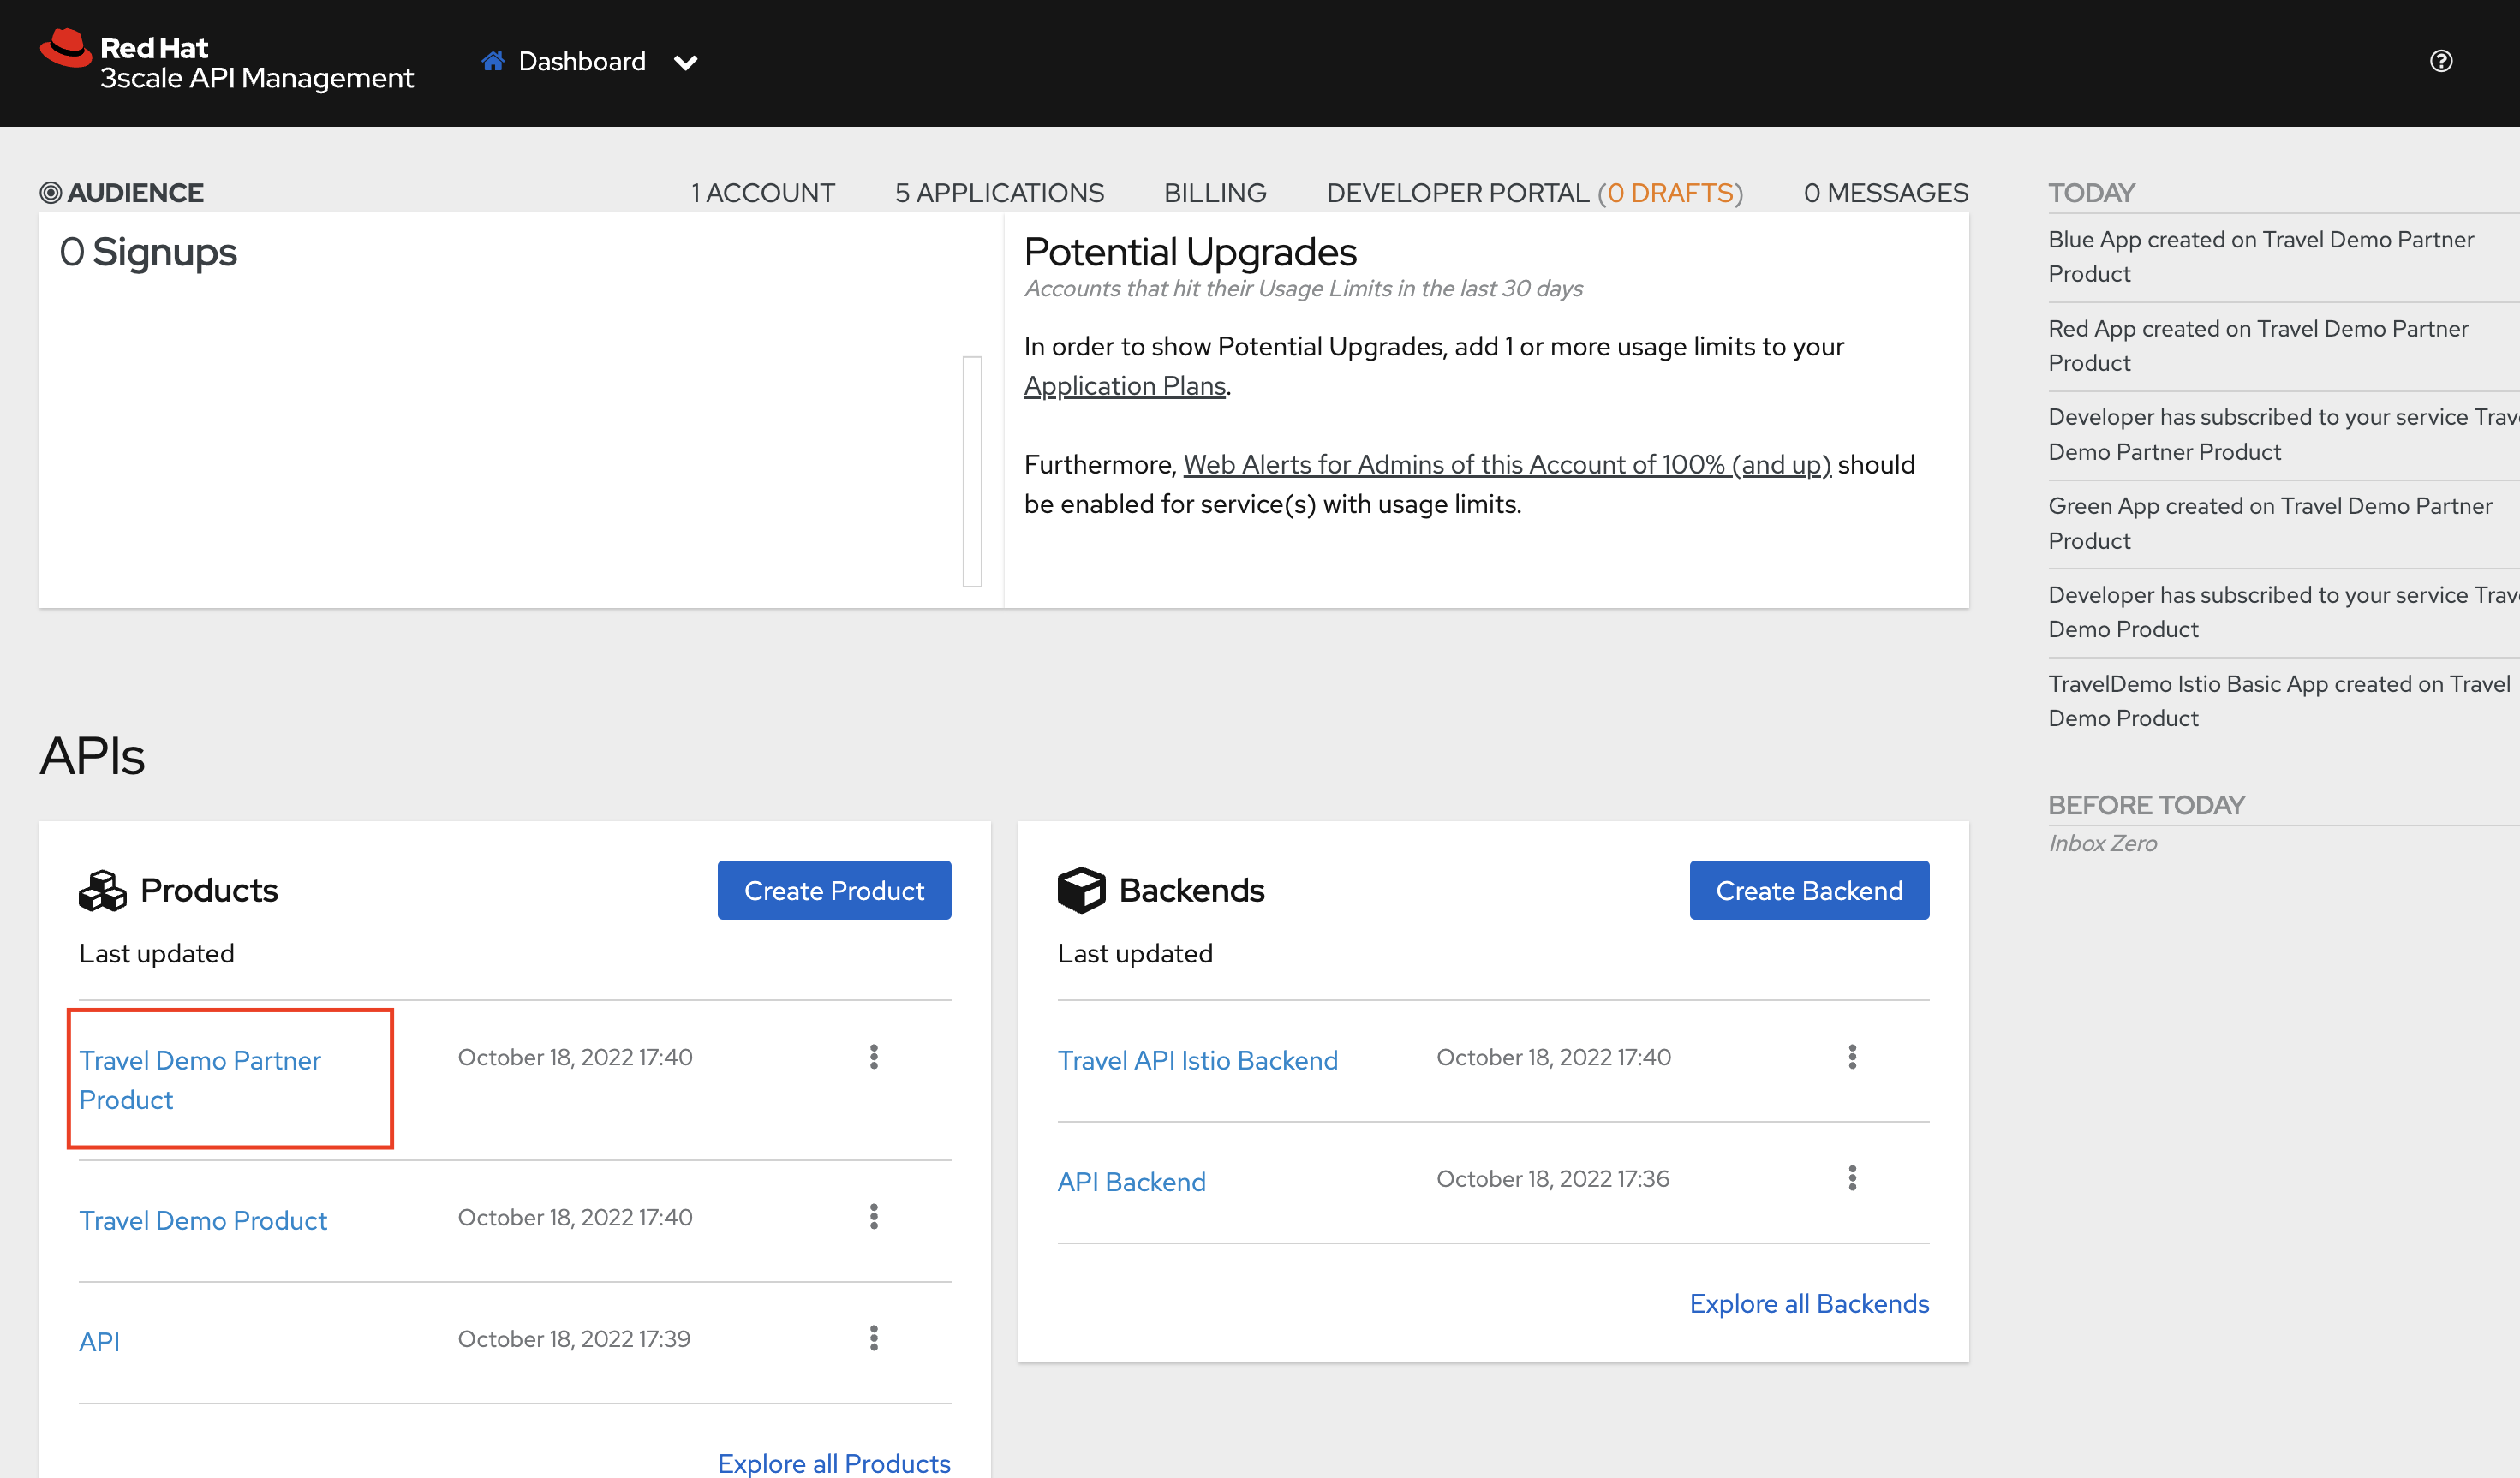 Red Hat
3scale API Management
Dashboard
AUDIENCE
1 ACCOUNT
5 APPLICATIONS
BILLING
DEVELOPER PORTAL (0 DRAFTS)
0 MESSAGES
0 Signups
Potential Upgrades
Accounts that hit their Usage Limits in the last 30 days
In order to show Potential Upgrades, add 1 or more usage limits to your
Application Plans.
Furthermore, Web Alerts for Admins of this Account of 100% (and up) should
be enabled for service(s) with usage limits.
TODAY
Blue App created on Travel Demo Partner
Product
Red App created on Travel Demo Partner
Product
Developer has subscribed to your service Trav
Demo Partner Product
Green App created on Travel Demo Partner
Product
Developer has subscribed to your service Trav
Demo Product
TravelDemo Istio Basic App created on Travel
Demo Product
BEFORE TODAY
Inbox Zero
APIs
Products
Create Product
Last updated
Travel Demo Partner
Product
October 18, 2022 17:40
Travel Demo Product
October 18, 2022 17:40
API
October 18, 2022 17:39
Explore all Products
Backends
Create Backend
Last updated
Travel API Istio Backend
October 18, 2022 17:40
API Backend
October 18, 2022 17:36
Explore all Backends